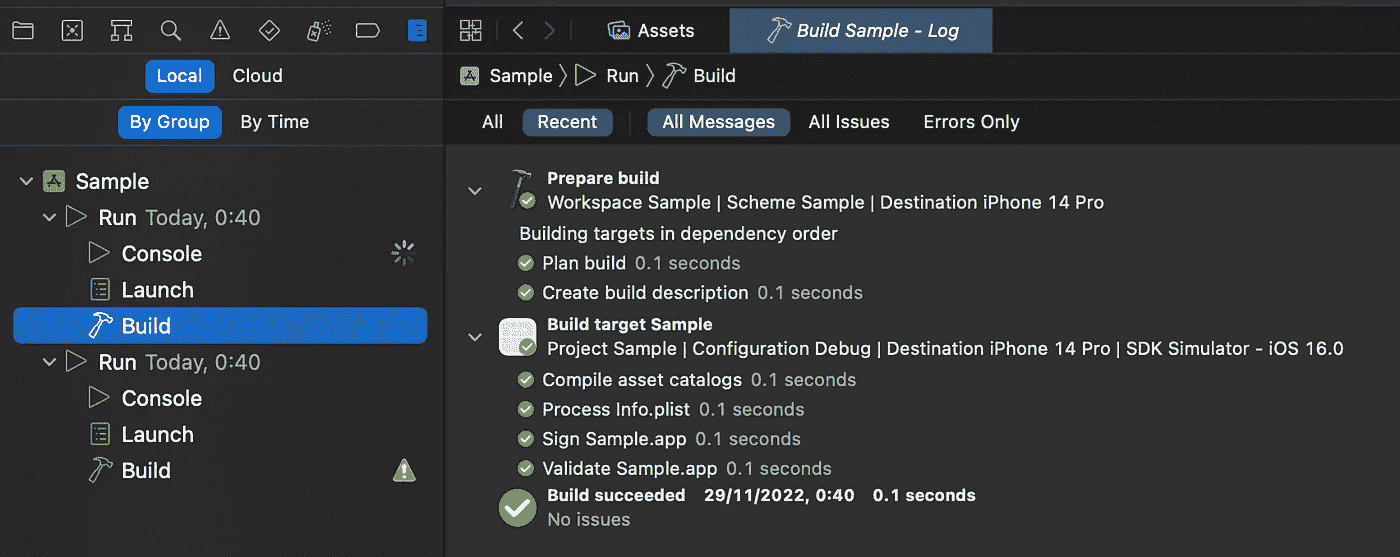 Local Cloud
By Group By Time
Sample
Run Today, 0:40
Console
Launch
Build
Run Today, 0:40
Console
Launch
Build
Assets Build Sample - Log
Sample Run Build
All Recent All Messages All Issues Errors Only
Prepare build
Workspace Sample | Scheme Sample | Destination iPhone 14 Pro
Building targets in dependency order
Plan build 0.1 seconds
Create build description 0.1 seconds
Build target Sample
Project Sample | Configuration Debug | Destination iPhone 14 Pro | SDK Simulator - iOS 16.0
Compile asset catalogs 0.1 seconds
Process Info.plist 0.1 seconds
Sign Sample.app 0.1 seconds
Validate Sample.app 0.1 seconds
Build succeeded 29/11/2022, 0:40 0.1 seconds
No issues